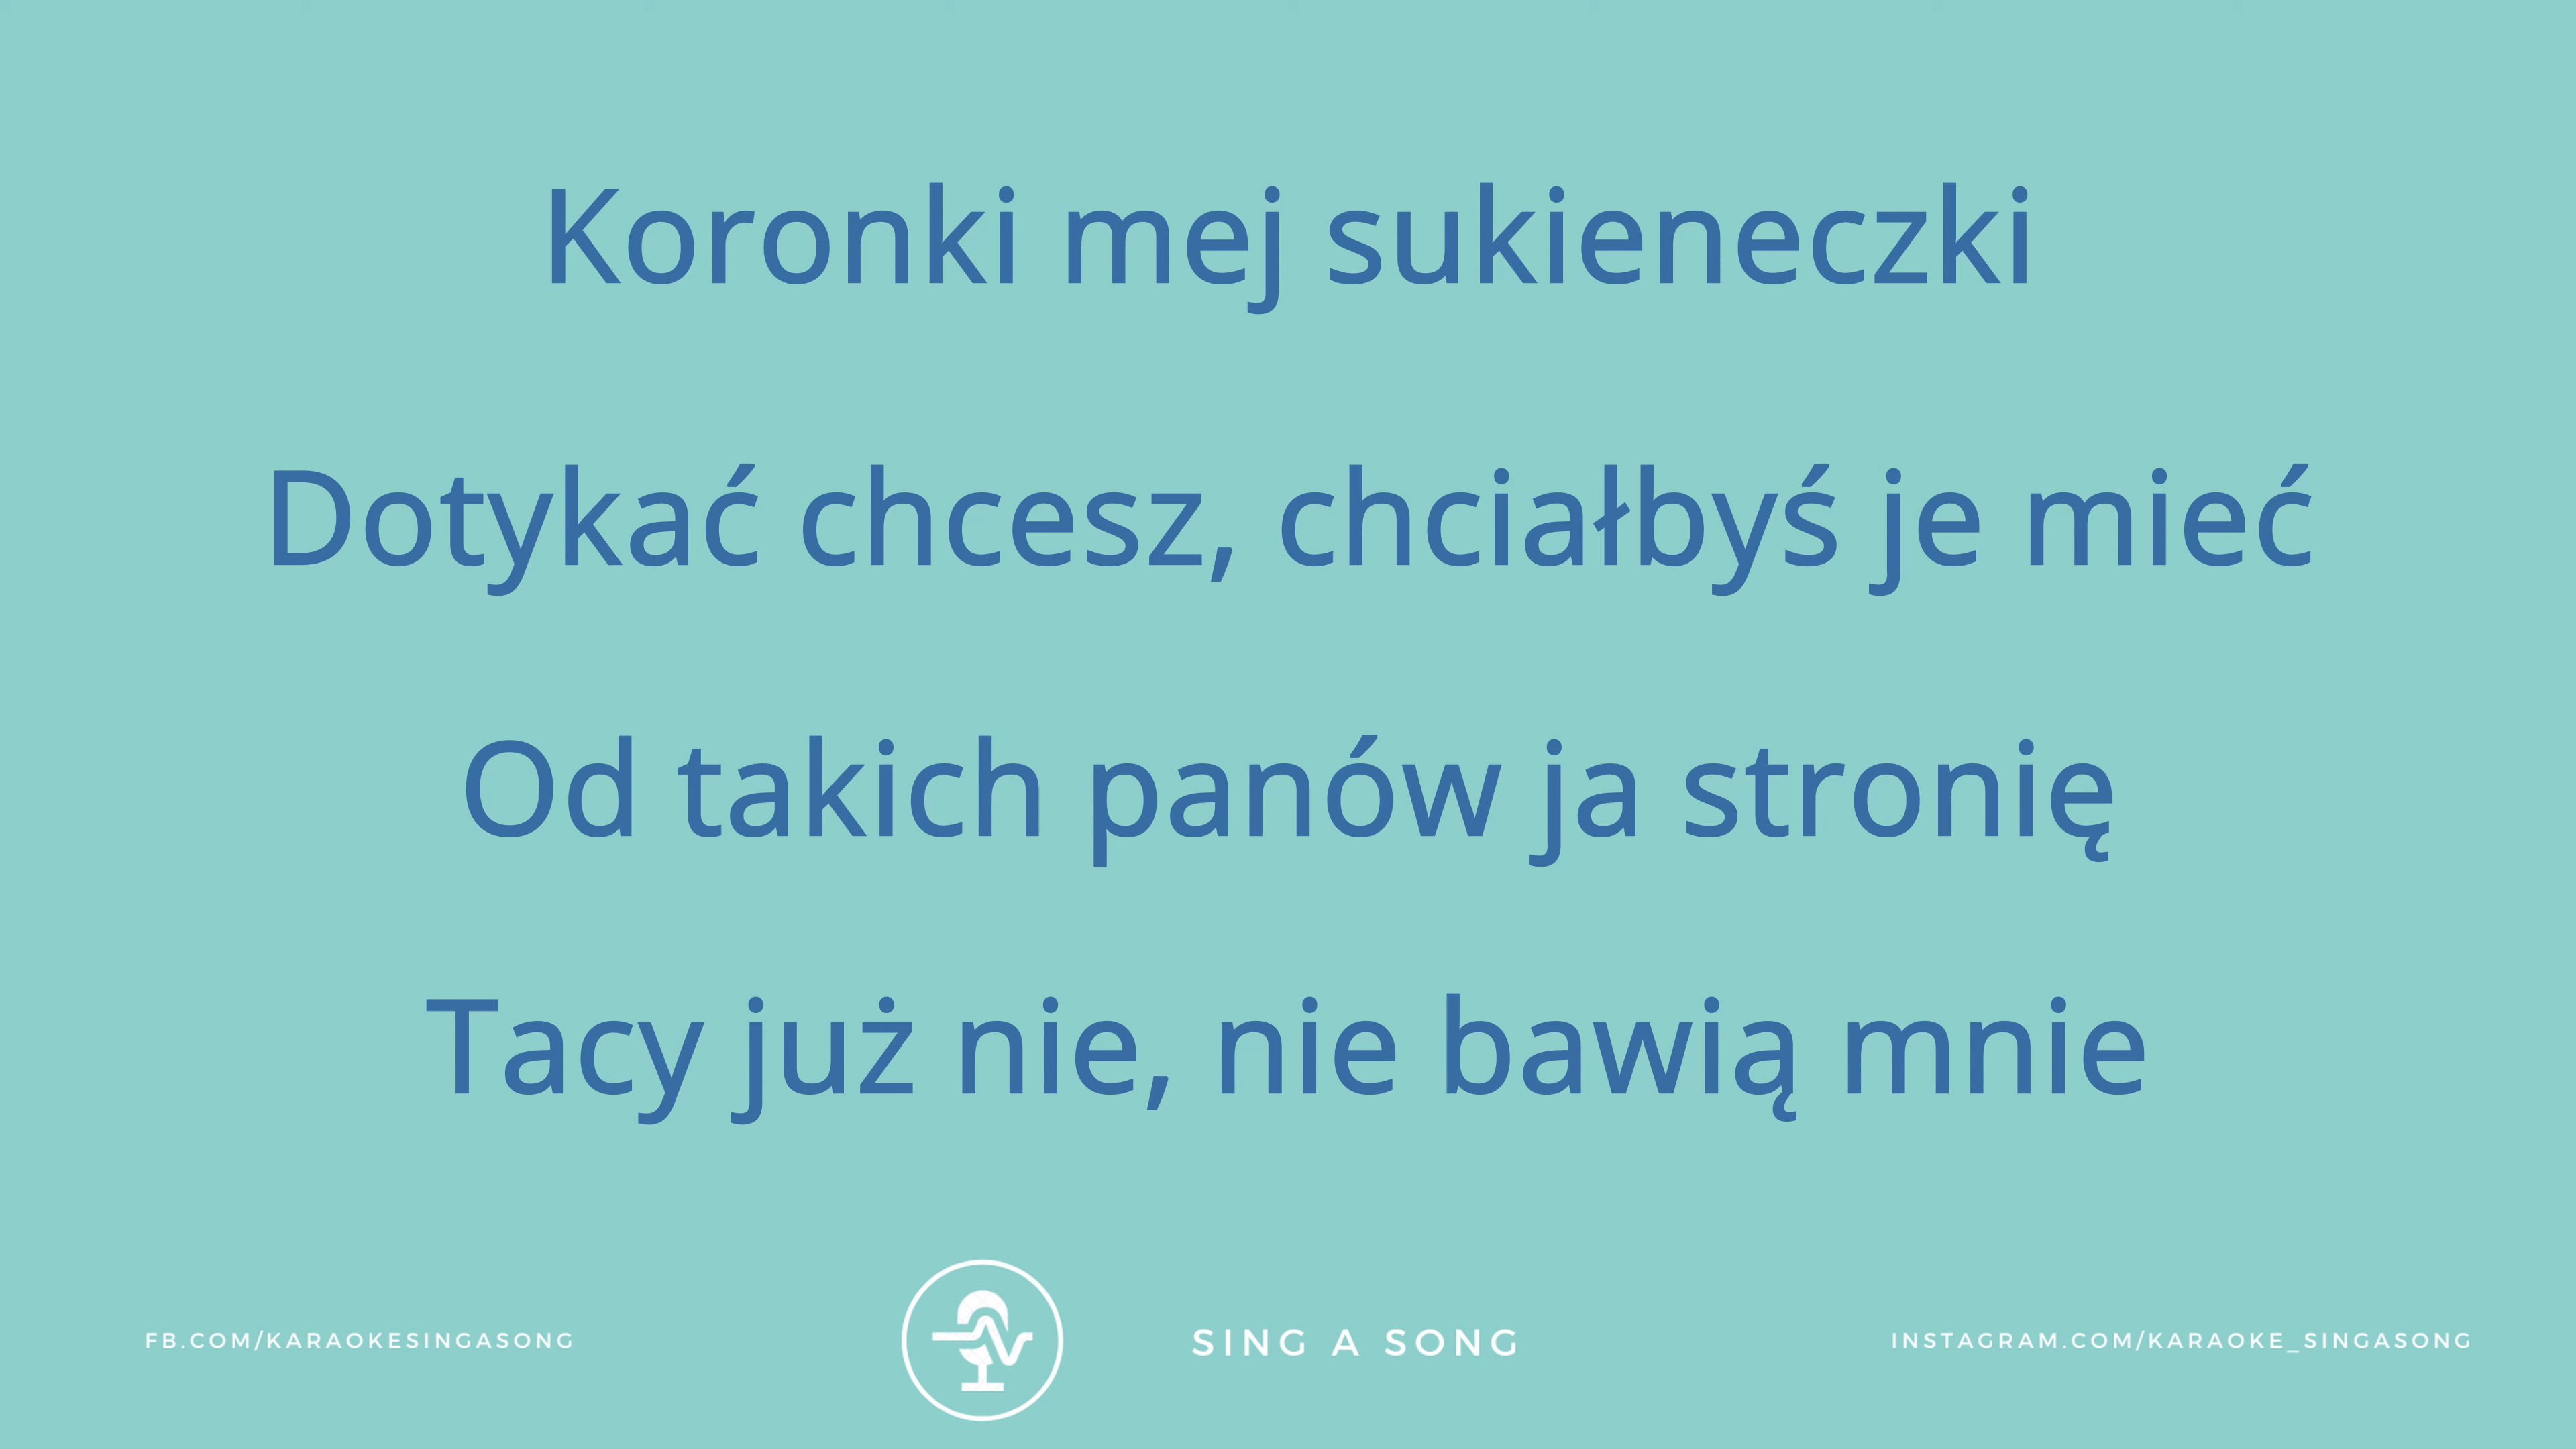 Koronki mej sukieneczki
Dotykać chcesz, chciałbyś je mieć
Od takich panów ja stronię
Tacy już nie, nie bawią mnie
FB.COM/KARAOKESINGASONG
SING A SONG
INSTAGRAM.COM/KARAOKE_SINGASONG